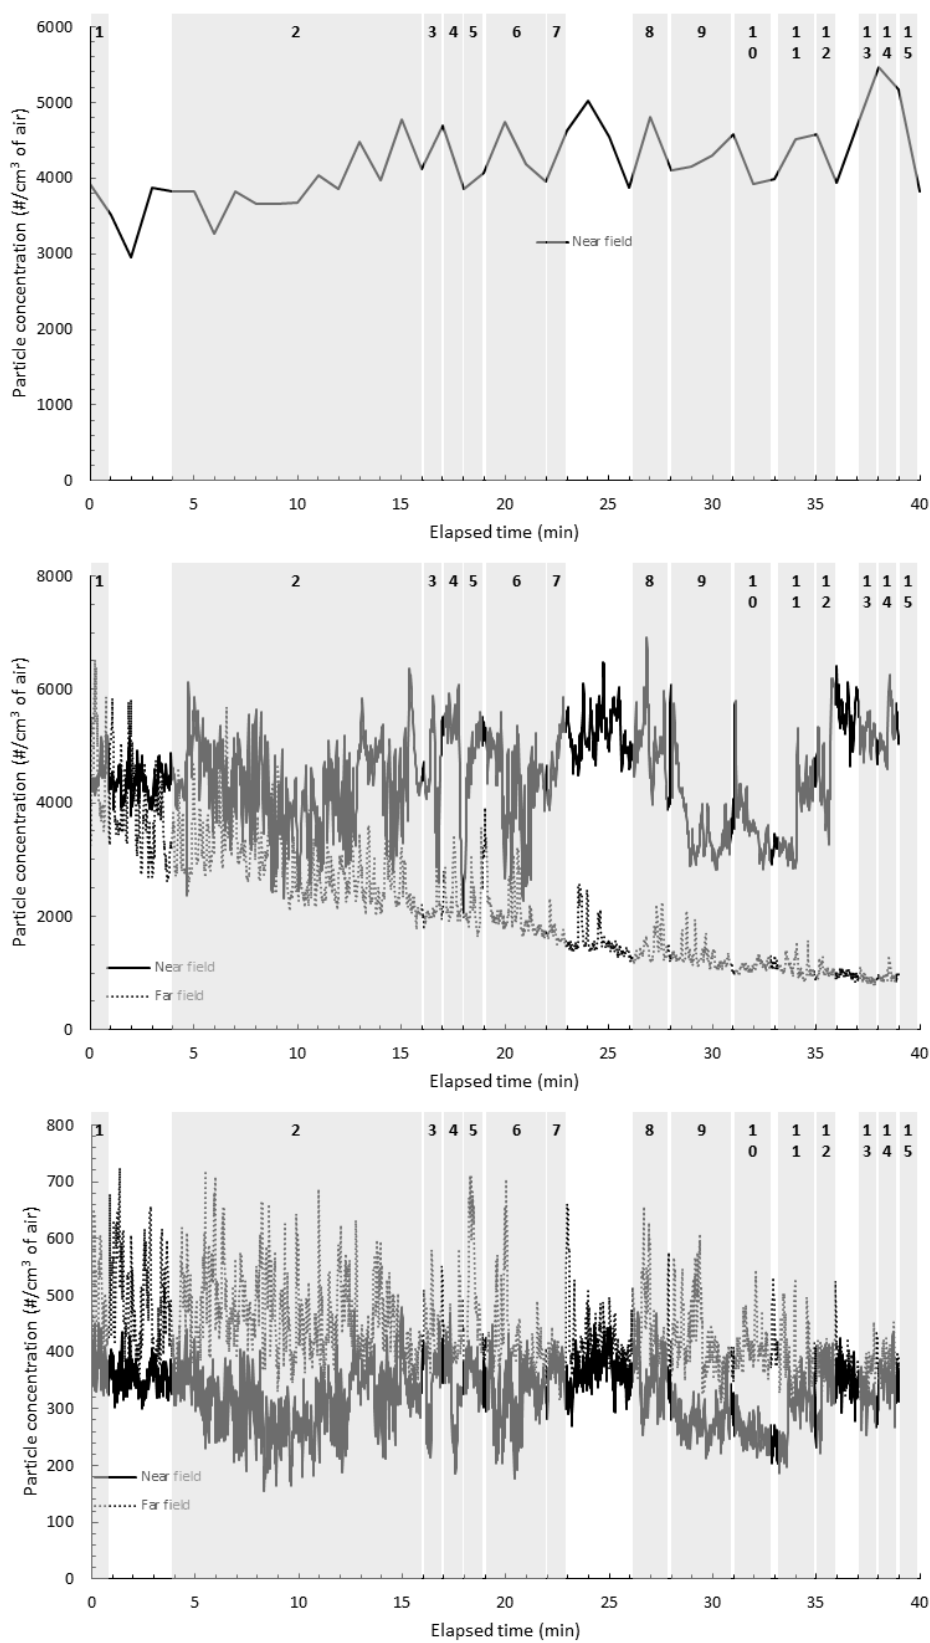 6000
1 2 3 4 5 6 7 8 9 1 1 1 1 1 1
0 1 2 3 4 5
5000
4000
3000
2000
1000
0
Particle concentration (#/cm³ of air)
Near field
0 5 10 15 20 25 30 35 40
Elapsed time (min)
8000
1 2 3 4 5 6 7 8 9 1 1 1 1 1 1
0 1 2 3 4 5
6000
4000
2000
0
Particle concentration (#/cm³ of air)
Near field
Far field
0 5 10 15 20 25 30 35 40
Elapsed time (min)
800
1 2 3 4 5 6 7 8 9 1 1 1 1 1 1
0 1 2 3 4 5
700
600
500
400
300
200
100
0
Particle concentration (#/cm³ of air)
Near field
Far field
0 5 10 15 20 25 30 35 40
Elapsed time (min)